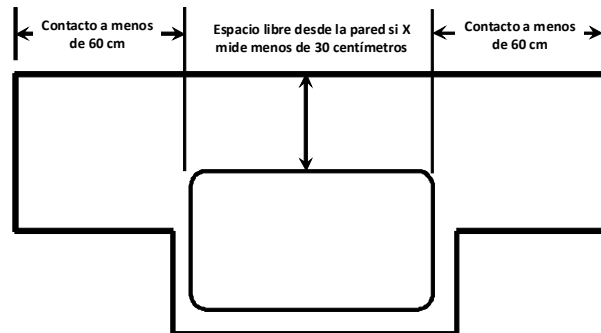 Contacto a menos
de 60 cm
Espacio libre desde la pared si X
mide menos de 30 centímetros
Contacto a menos
de 60 cm